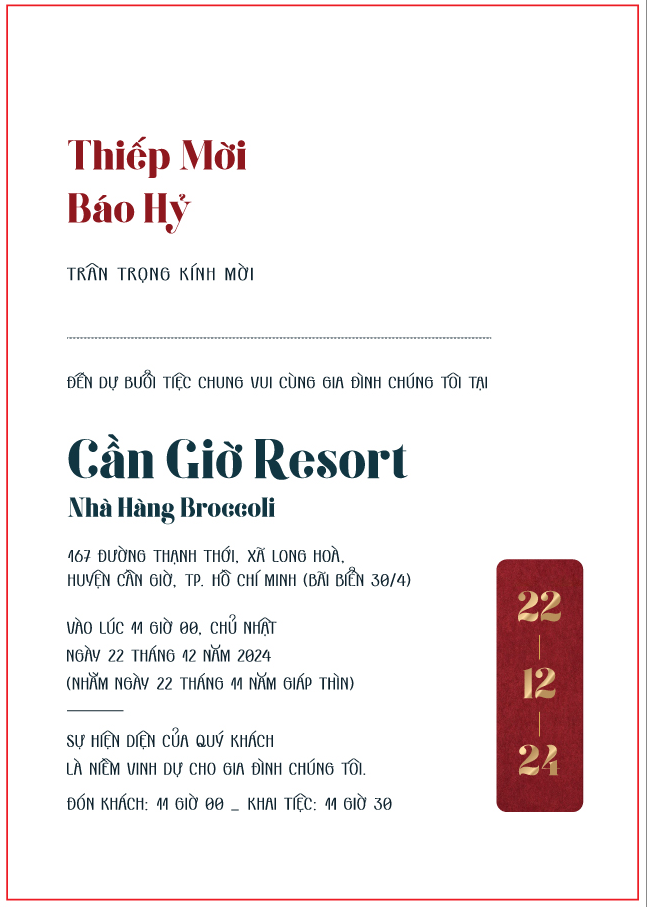 Thiếp Mời
Báo Hỷ
TRÂN TRỌNG KÍNH MỜI
ĐẾN DỰ BUỔI TIỆC CHUNG VUI CÙNG GIA ĐÌNH CHÚNG TÔI TẠI
Cần Giờ Resort
Nhà Hàng Broccoli
167 ĐƯỜNG THẠNH THỚI, XÃ LONG HOÀ,
HUYỆN CẦN GIỜ, TP. HỒ CHÍ MINH (BÃI BIỂN 30/4)
VÀO LÚC 11 GIỜ 00, CHỦ NHẬT
NGÀY 22 THÁNG 12 NĂM 2024
(NHẰM NGÀY 22 THÁNG 11 NĂM GIÁP THÌN)
SỰ HIỆN DIỆN CỦA QUÝ KHÁCH
LÀ NIỀM VINH DỰ CHO GIA ĐÌNH CHÚNG TÔI.
ĐÓN KHÁCH: 11 GIỜ 00 _ KHAI TIỆC: 11 GIỜ 30
22
12
24